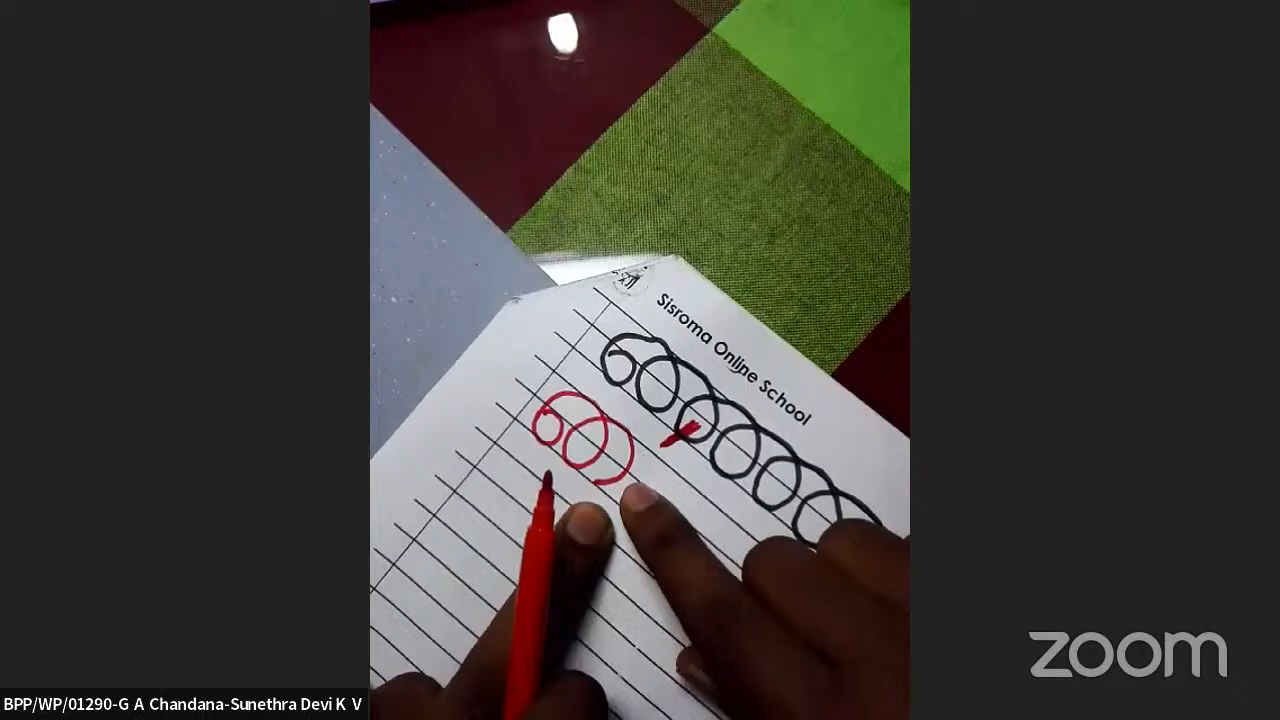 Sisroma Online School
BPP/WP/01290-G A Chandana-Sunethra Devi K V
zoom